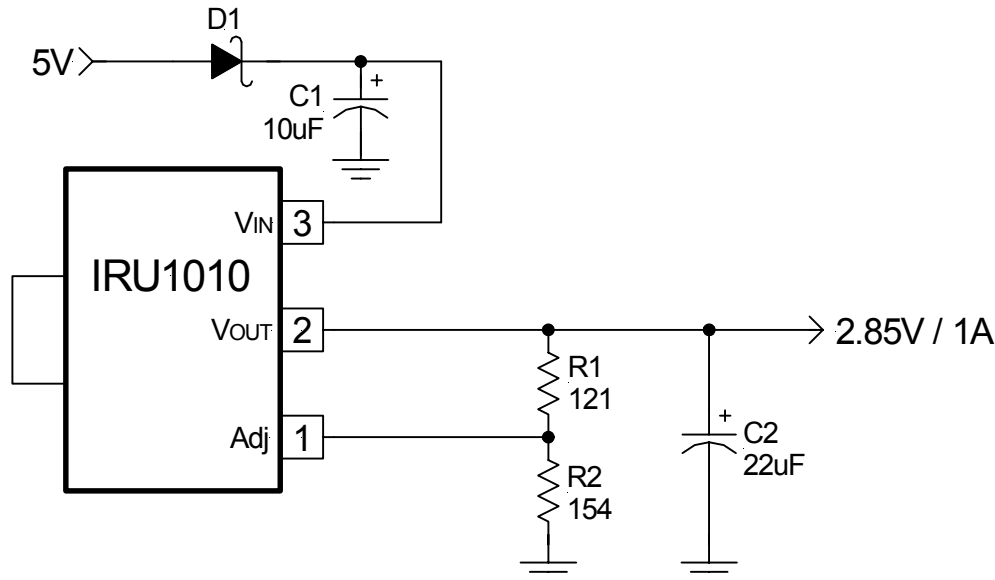 D1
5V
+
C1
10uF
VIN
3
IRU1010
VOUT
2
2.85V / 1A
R1
121
Adj
1
+
C2
22uF
R2
154